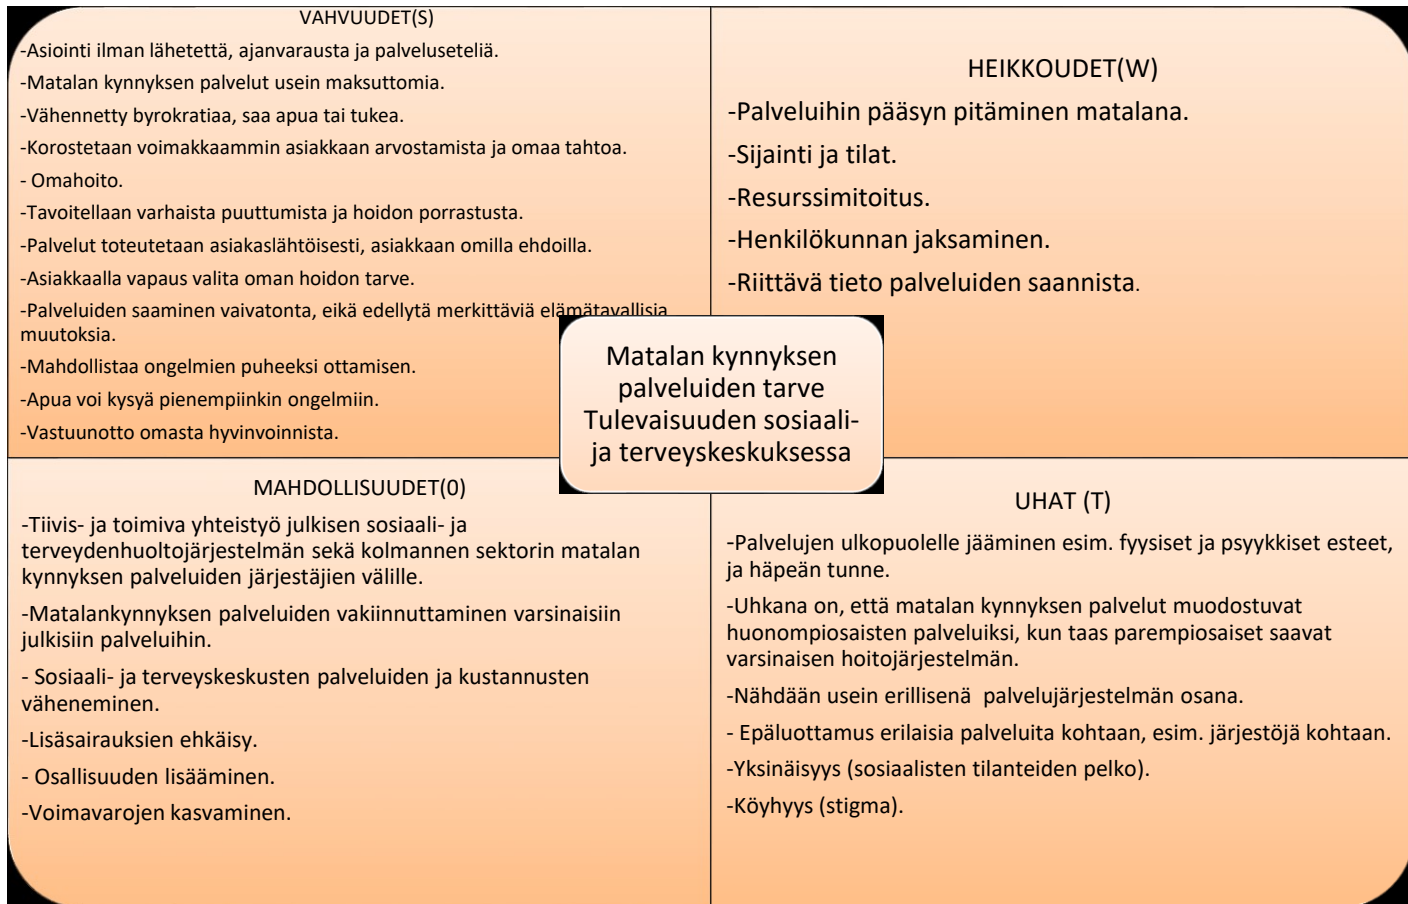 VAHVUUDET(S)
-Asiointi ilman lähetettä, ajanvarausta ja palveluseteliä.
-Matalan kynnyksen palvelut usein maksuttomia.
-Vähennetty byrokratiaa, saa apua tai tukea.
-Korostetaan voimakkaammin asiakkaan arvostamista ja omaa tahtoa.
- Omahoito.
-Tavoitellaan varhaista puuttumista ja hoidon porrastusta.
-Palvelut toteutetaan asiakaslähtöisesti, asiakkaan omilla ehdoilla.
-Asiakkaalla vapaus valita oman hoidon tarve.
-Palveluiden saaminen vaivatonta, eikä edellytä merkittäviä elämätavallisia
muutoksia.
-Mahdollistaa ongelmien puheeksi ottamisen.
-Apua voi kysyä pienempiinkin ongelmiin.
-Vastuunotto omasta hyvinvoinnista.
HEIKKOUDET(W)
-Palveluihin pääsyn pitäminen matalana.
-Sijainti ja tilat.
-Resurssimitoitus.
-Henkilökunnan jaksaminen.
-Riittävä tieto palveluiden saannista.
Matalan kynnyksen
palveluiden tarve
Tulevaisuuden sosiaali-
ja terveyskeskuksessa
MAHDOLLISUUDET(0)
-Tiivis- ja toimiva yhteistyö julkisen sosiaali- ja
terveydenhuoltojärjestelmän sekä kolmannen sektorin matalan
kynnyksen palveluiden järjestäjien välille.
-Matalankynnyksen palveluiden vakiinnuttaminen varsinaisiin
julkisiin palveluihin.
- Sosiaali- ja terveyskeskusten palveluiden ja kustannusten
väheneminen.
-Lisäsairauksien ehkäisy.
- Osallisuuden lisääminen.
-Voimavarojen kasvaminen.
UHAT (T)
-Palvelujen ulkopuolelle jääminen esim. fyysiset ja psyykkiset esteet,
ja häpeän tunne.
-Uhkana on, että matalan kynnyksen palvelut muodostuvat
huonompiosaisten palveluiksi, kun taas parempiosaiset saavat
varsinaisen hoitojärjestelmän.
-Nähdään usein erillisenä  palvelujärjestelmän osana.
- Epäluottamus erilaisia palveluita kohtaan, esim. järjestöjä kohtaan.
-Yksinäisyys (sosiaalisten tilanteiden pelko).
-Köyhyys (stigma).